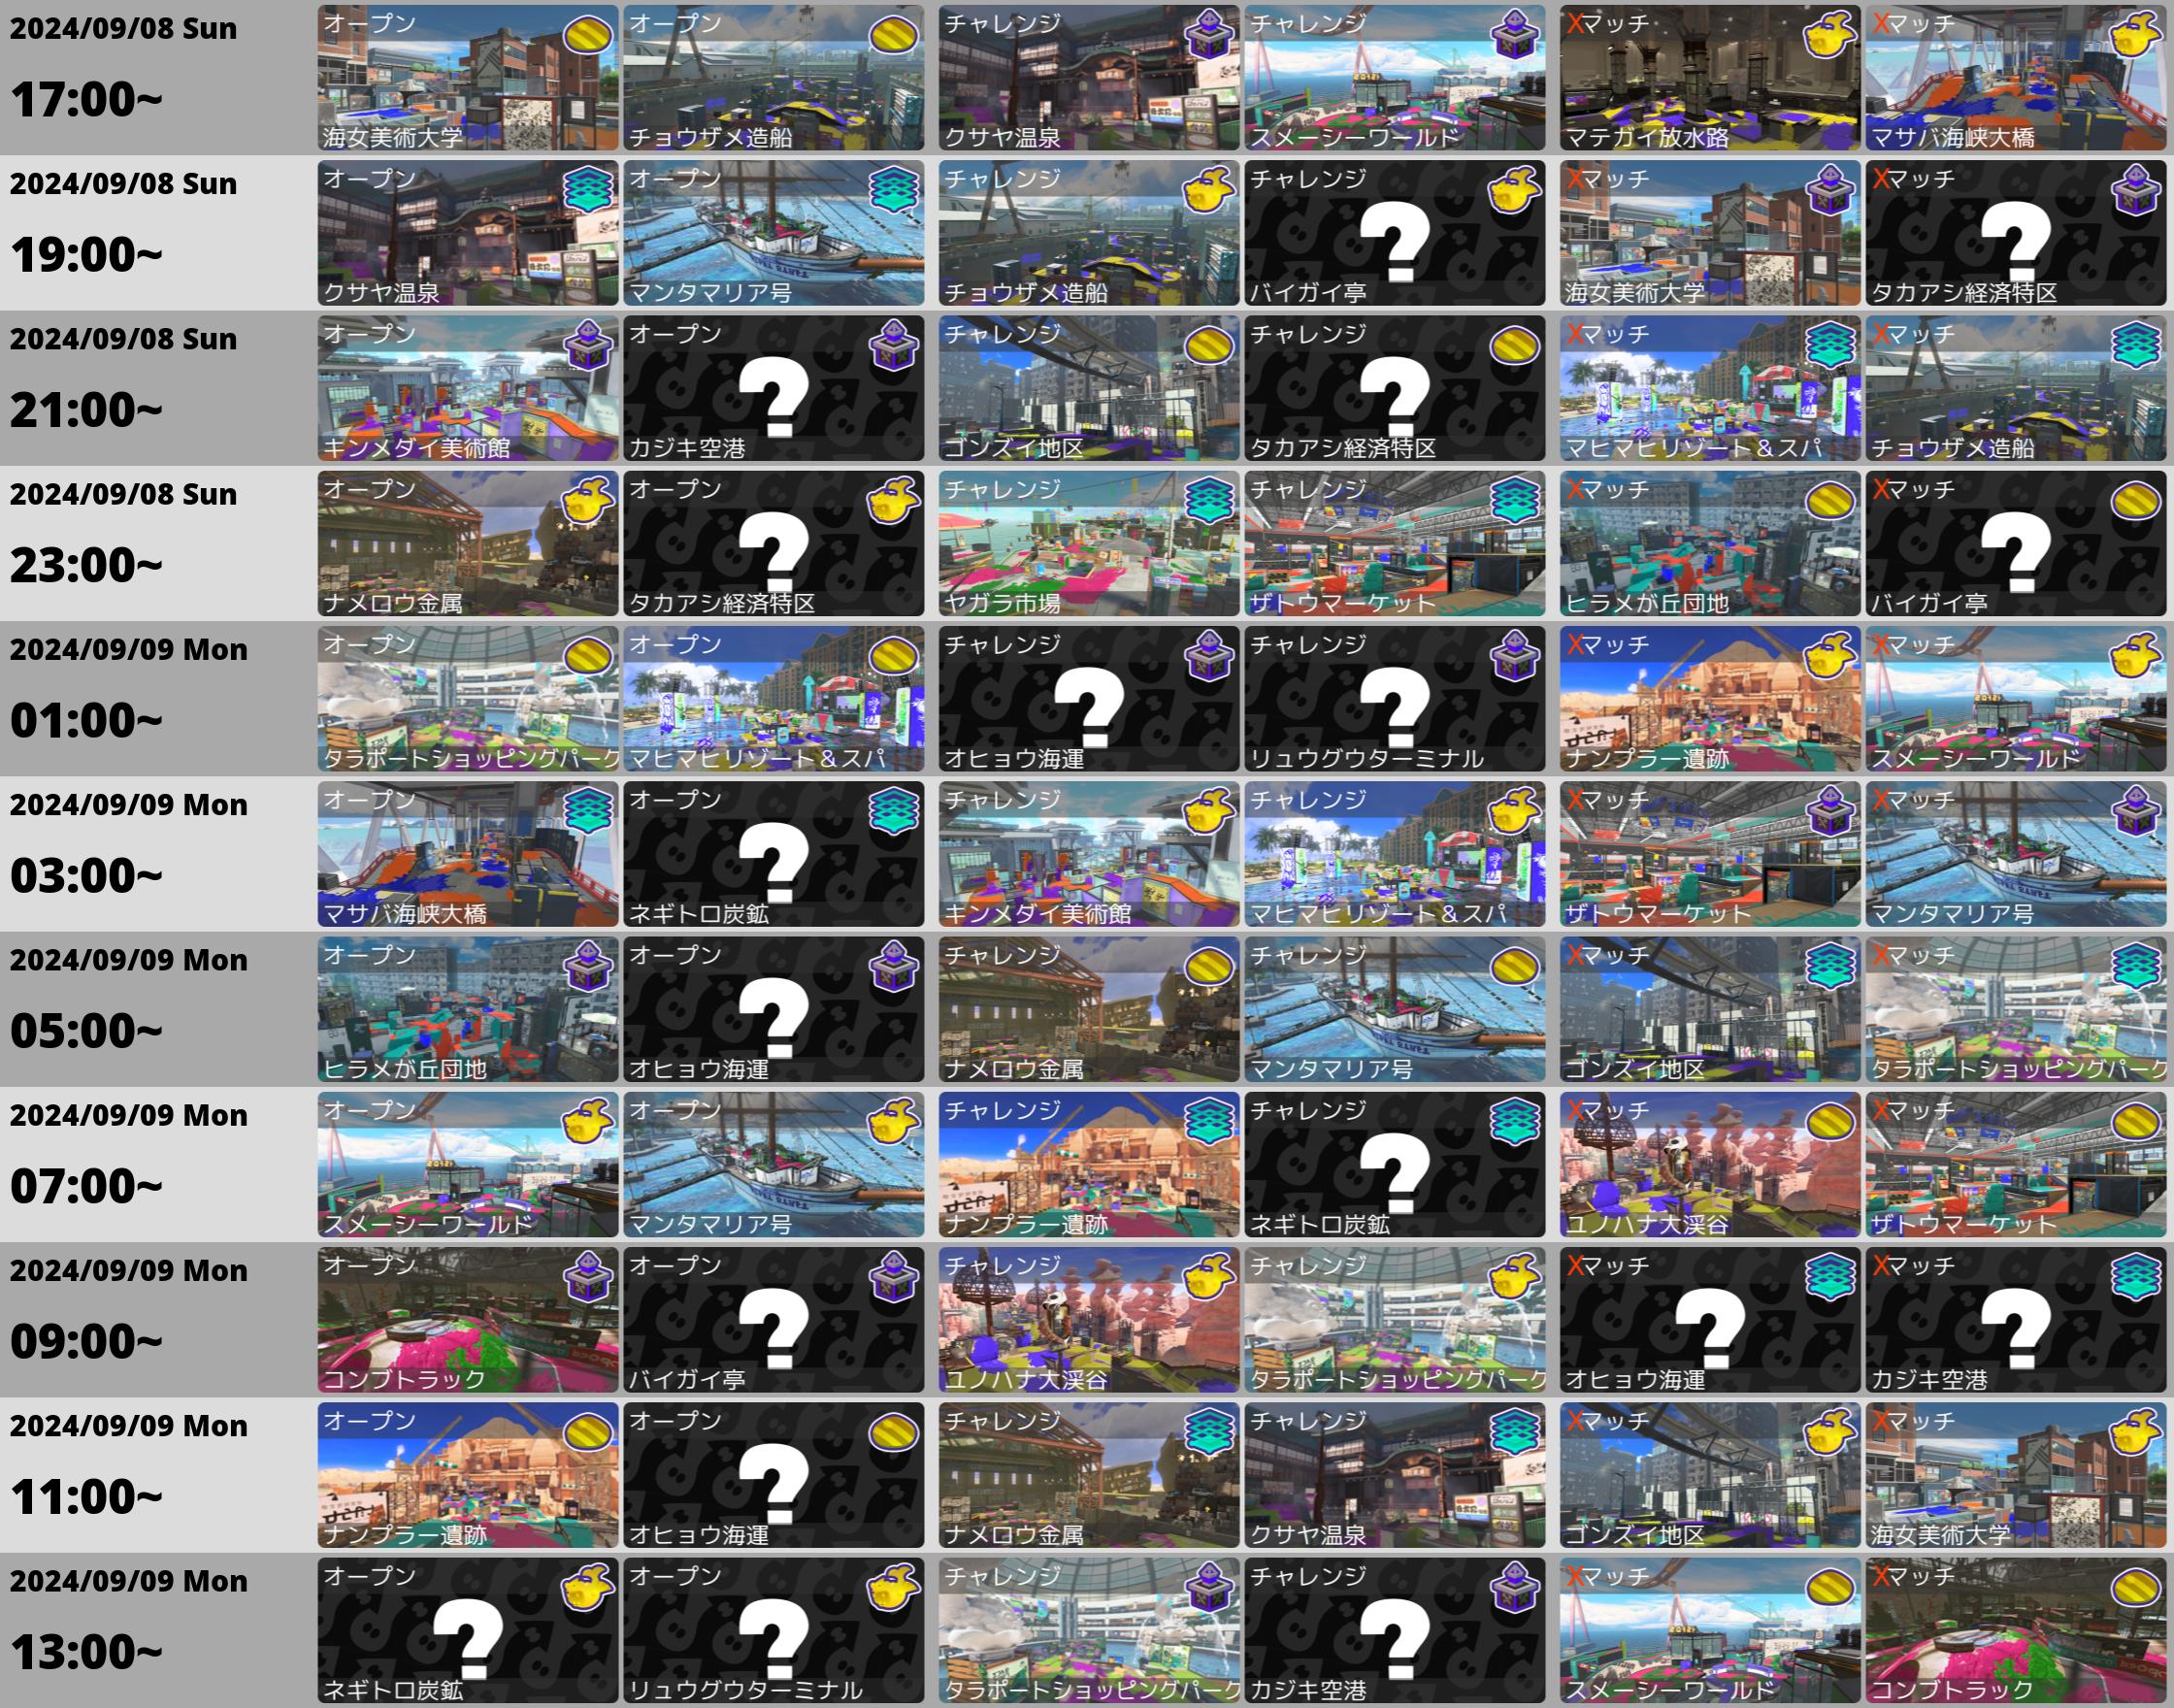 2024/09/08 Sun
17:00~
オープン
海女美術大学
オープン
チョウザメ造船
チャレンジ
クサヤ温泉
チャレンジ
スメーシーワールド
Xマッチ
マテガイ放水路
Xマッチ
マサバ海峡大橋
2024/09/08 Sun
19:00~
オープン
クサヤ温泉
オープン
マンタマリア号
チャレンジ
チョウザメ造船
チャレンジ
バイガイ亭
Xマッチ
海女美術大学
Xマッチ
タカアシ経済特区
2024/09/08 Sun
21:00~
オープン
キンメダイ美術館
オープン
カジキ空港
チャレンジ
ゴンズイ地区
チャレンジ
タカアシ経済特区
Xマッチ
マヒマヒリゾート＆スパ
Xマッチ
チョウザメ造船
2024/09/08 Sun
23:00~
オープン
ナメロウ金属
オープン
タカアシ経済特区
チャレンジ
ヤガラ市場
チャレンジ
ザトウマーケット
Xマッチ
ヒラメが丘団地
Xマッチ
バイガイ亭
2024/09/09 Mon
01:00~
オープン
タラポートショッピングパーク
オープン
マヒマヒリゾート＆スパ
チャレンジ
オヒョウ海運
チャレンジ
リュウグウターミナル
Xマッチ
ナンプラー遺跡
Xマッチ
スメーシーワールド
2024/09/09 Mon
03:00~
オープン
マサバ海峡大橋
オープン
ネギトロ炭鉱
チャレンジ
キンメダイ美術館
チャレンジ
マヒマヒリゾート＆スパ
Xマッチ
ザトウマーケット
Xマッチ
マンタマリア号
2024/09/09 Mon
05:00~
オープン
ヒラメが丘団地
オープン
オヒョウ海運
チャレンジ
ナメロウ金属
チャレンジ
マンタマリア号
Xマッチ
ゴンズイ地区
Xマッチ
タラポートショッピングパーク
2024/09/09 Mon
07:00~
オープン
スメーシーワールド
オープン
マンタマリア号
チャレンジ
ナンプラー遺跡
チャレンジ
ネギトロ炭鉱
Xマッチ
ユノハナ大渓谷
Xマッチ
ザトウマーケット
2024/09/09 Mon
09:00~
オープン
コンブトラック
オープン
バイガイ亭
チャレンジ
ユノハナ大渓谷
チャレンジ
タラポートショッピングパーク
Xマッチ
オヒョウ海運
Xマッチ
カジキ空港
2024/09/09 Mon
11:00~
オープン
ナンプラー遺跡
オープン
オヒョウ海運
チャレンジ
ナメロウ金属
チャレンジ
クサヤ温泉
Xマッチ
ゴンズイ地区
Xマッチ
海女美術大学
2024/09/09 Mon
13:00~
オープン
ネギトロ炭鉱
オープン
リュウグウターミナル
チャレンジ
タラポートショッピングパーク
チャレンジ
カジキ空港
Xマッチ
スメーシーワールド
Xマッチ
コンブトラック